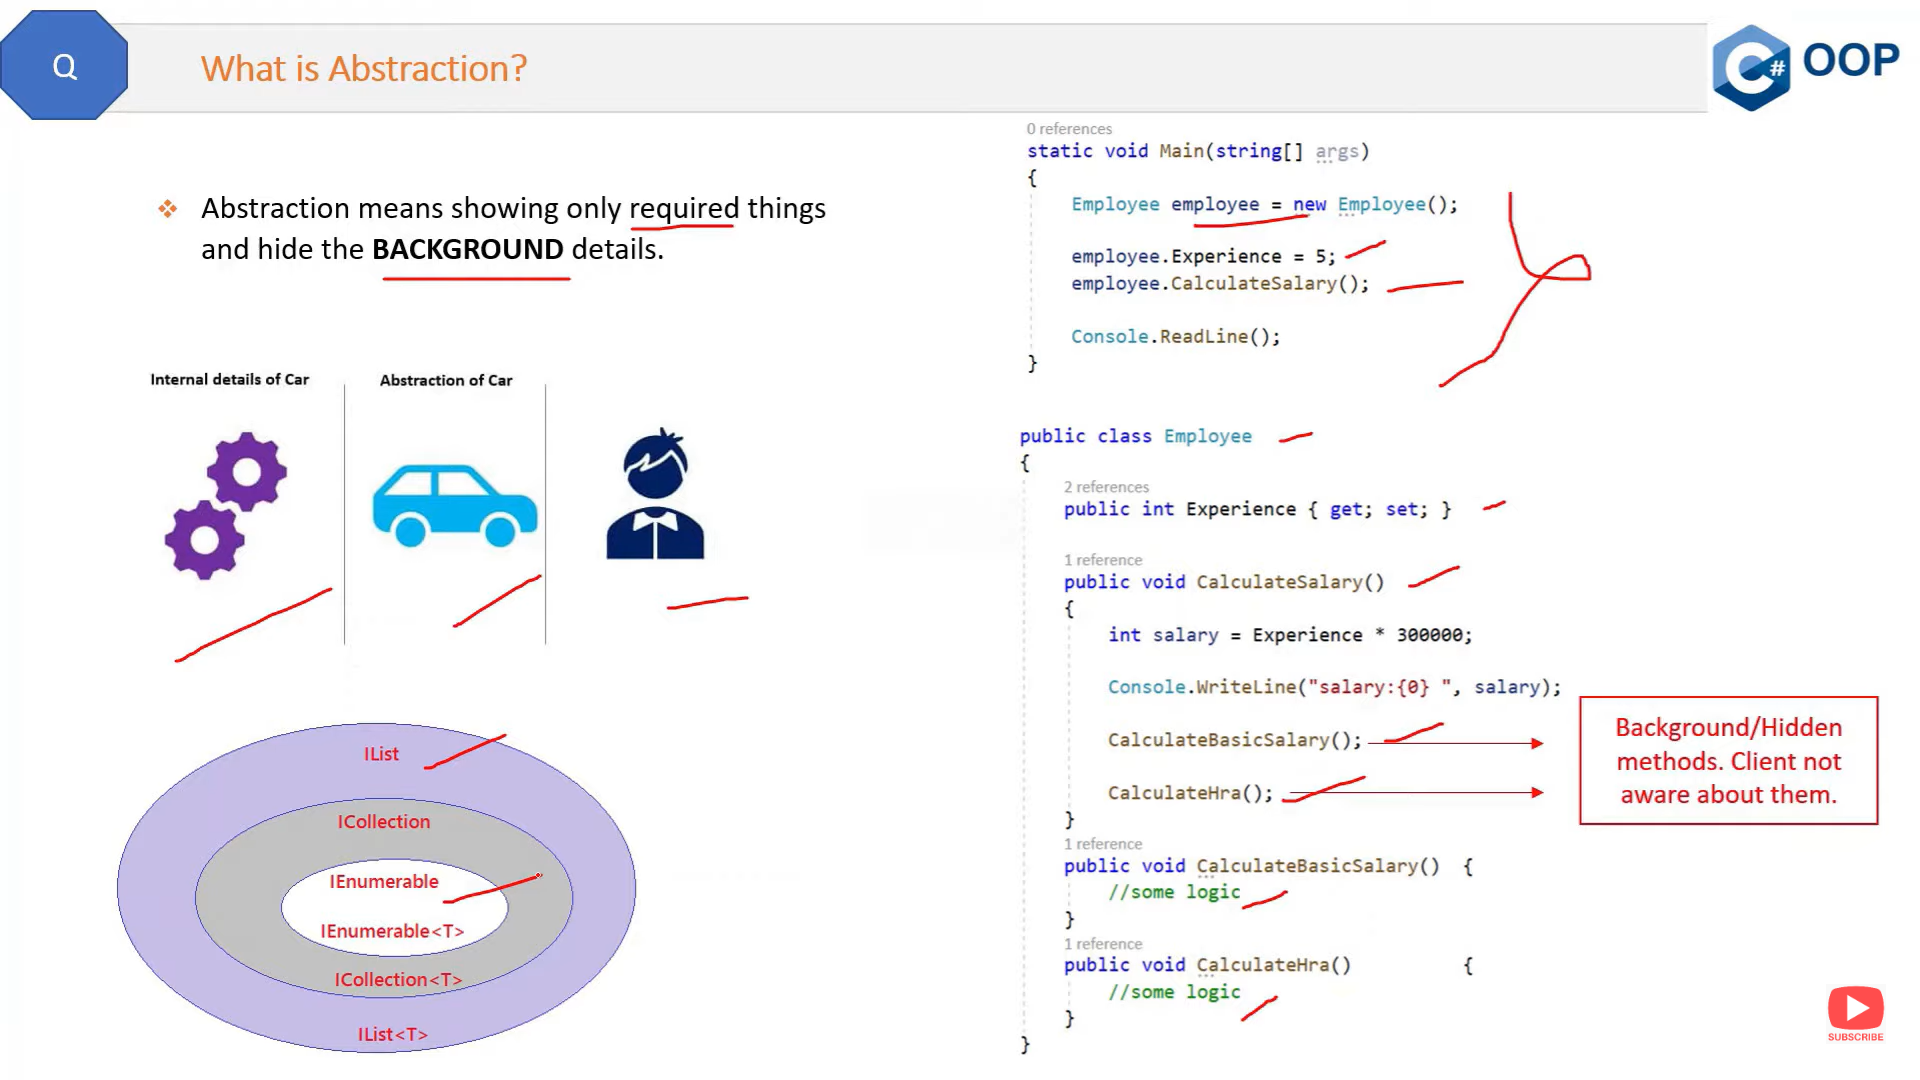 Q
What is Abstraction?
C# OOP
❖ Abstraction means showing only required things
and hide the BACKGROUND details.
Internal details of Car
Abstraction of Car
IList
ICollection
IEnumerable
IEnumerable<T>
ICollection<T>
IList<T>
0 references
static void Main(string[] args)
{
Employee employee = new Employee();
employee.Experience = 5;
employee.CalculateSalary();
Console.ReadLine();
}
public class Employee
{
2 references
public int Experience { get; set; }
1 reference
public void CalculateSalary()
{
int salary = Experience * 300000;
Console.WriteLine("salary:{0} ", salary);
CalculateBasicSalary();
CalculateHra();
}
1 reference
public void CalculateBasicSalary() {
//some logic
}
1 reference
public void CalculateHra() {
//some logic
}
}
Background/Hidden
methods. Client not
aware about them.
SUBSCRIBE